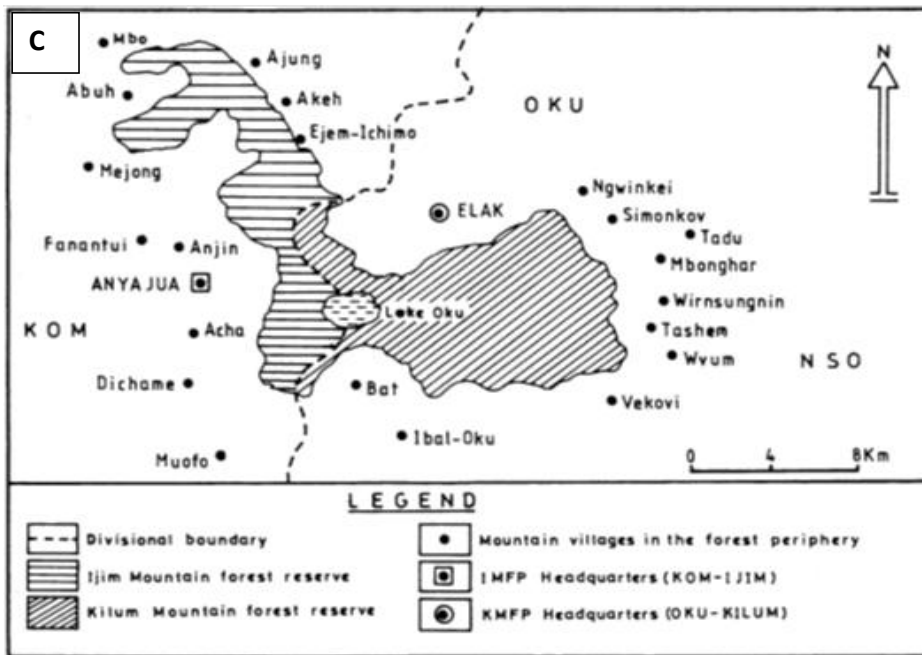 C
Mbo
Ajung
N
Abuh
Akeh
OKU
Ejem-Ichimo
Mejong
Ngwinkei
ELAK
Simonkov
Tadu
Fanantui
Anjin
Mbonghar
ANYAJUA
Wirnsungnin
Lake Oku
KOM
Acha
Tashem
Wvum
NSO
Dichame
Bat
Vekovi
Ibal-Oku
Muofo
0 4 8Km
LEGEND
Divisional boundary
Mountain villages in the forest periphery
Ijim Mountain forest reserve
IMFP Headquarters (KOM-IJIM)
Kilum Mountain forest reserve
KMFP Headquarters (OKU-KILUM)